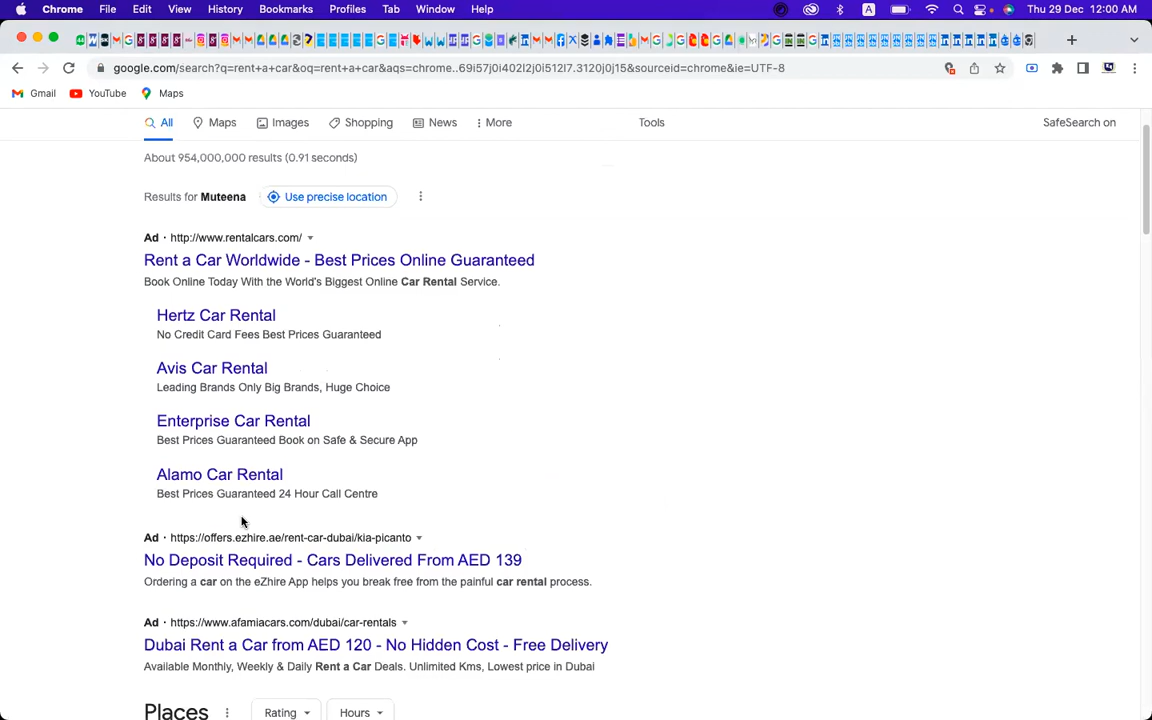 Chrome File Edit View History Bookmarks Profiles Tab Window Help A Thu 29 Dec 12:00 AM
google.com/search?q=rent+a+car&oq=rent+a+car&aqs=chrome..69i57j0i402l2j0i512l7.3120j0j15&sourceid=chrome&ie=UTF-8
Gmail YouTube Maps
All Maps Images Shopping News More Tools SafeSearch on
About 954,000,000 results (0.91 seconds)
Results for Muteena Use precise location
Ad · http://www.rentalcars.com/
Rent a Car Worldwide - Best Prices Online Guaranteed
Book Online Today With the World's Biggest Online Car Rental Service.
Hertz Car Rental
No Credit Card Fees Best Prices Guaranteed
Avis Car Rental
Leading Brands Only Big Brands, Huge Choice
Enterprise Car Rental
Best Prices Guaranteed Book on Safe & Secure App
Alamo Car Rental
Best Prices Guaranteed 24 Hour Call Centre
Ad · https://offers.ezhire.ae/rent-car-dubai/kia-picanto
No Deposit Required - Cars Delivered From AED 139
Ordering a car on the eZhire App helps you break free from the painful car rental process.
Ad · https://www.afamiacars.com/dubai/car-rentals
Dubai Rent a Car from AED 120 - No Hidden Cost - Free Delivery
Available Monthly, Weekly & Daily Rent a Car Deals. Unlimited Kms, Lowest price in Dubai
Places Rating Hours